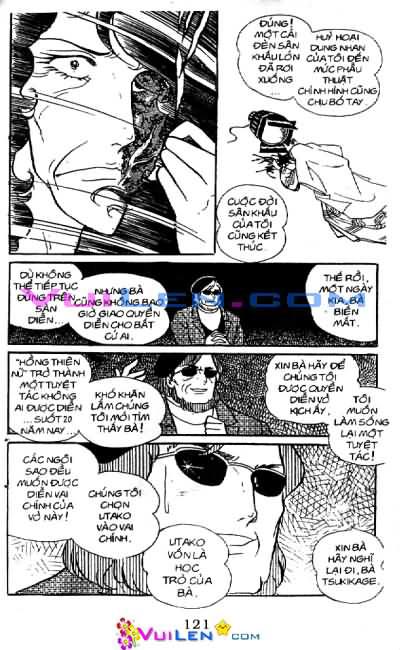 ĐÚNG!
MỘT CÁI
ĐÈN SÂN
KHẤU LỚN
ĐÃ RƠI
XUỐNG
...
HUỶ HOẠI
DUNG NHAN
CỦA TÔI ĐẾN
MỨC PHẪU
THUẬT
CHỈNH HÌNH CŨNG
CHỊU BÓ TAY.
CUỘC ĐỜI
SÂN KHẤU
CỦA TÔI
CŨNG KẾT
THÚC.
DÙ KHÔNG
THỂ TIẾP TỤC
ĐỨNG TRÊN
SÀN
DIỄN...
NHƯNG BÀ
CŨNG KHÔNG BAO
GIỜ GIAO QUYỀN
DIỄN CHO BẤT
CỨ AI.
THẾ RỒI,
MỘT NGÀY
KIA, BÀ
BIẾN
MẤT.
VUILEN.COM
"HỒNG THIÊN
NỮ" TRỞ THÀNH
MỘT TUYỆT
TÁC KHÔNG
AI ĐƯỢC DIỄN
...SUỐT 20
NĂM NAY...
KHÓ KHĂN
LẮM CHÚNG
TÔI MỚI TÌM
THẤY BÀ!
XIN BÀ HÃY ĐỂ
CHÚNG TÔI
ĐƯỢC QUYỀN
DIỄN VỞ
KỊCH ẤY.
TÔI
MUỐN
LÀM SỐNG
LẠI MỘT
TUYỆT
TÁC!
CÁC NGÔI
SAO ĐỀU
MUỐN ĐƯỢC
DIỄN VAI
CHÍNH CỦA
VỞ NÀY!
CHÚNG TÔI
CHỌN
UTAKO
VÀO VAI
CHÍNH.
UTAKO
VỐN LÀ
HỌC
TRÒ CỦA
BÀ.
XIN BÀ
HÃY NGHĨ
LẠI ĐI, BÀ
TSUKIKAGE.
121
VUILEN.COM